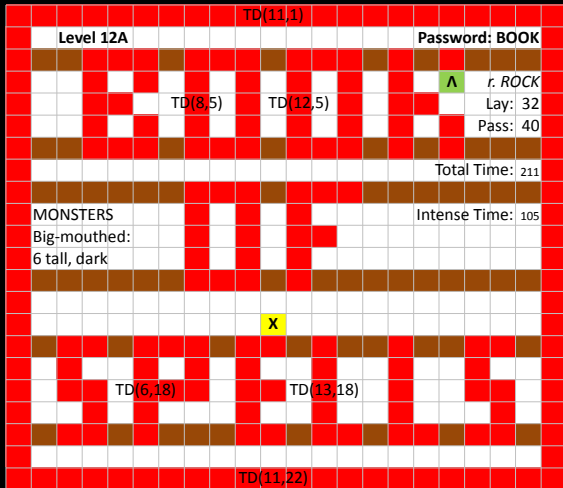 TD(11,1)
Level 12A Password: BOOK
Λ r. ROCK
TD(8,5) TD(12,5) Lay: 32
Pass: 40
Total Time: 211
MONSTERS Intense Time: 105
Big-mouthed:
6 tall, dark
X
TD(6,18) TD(13,18)
TD(11,22)